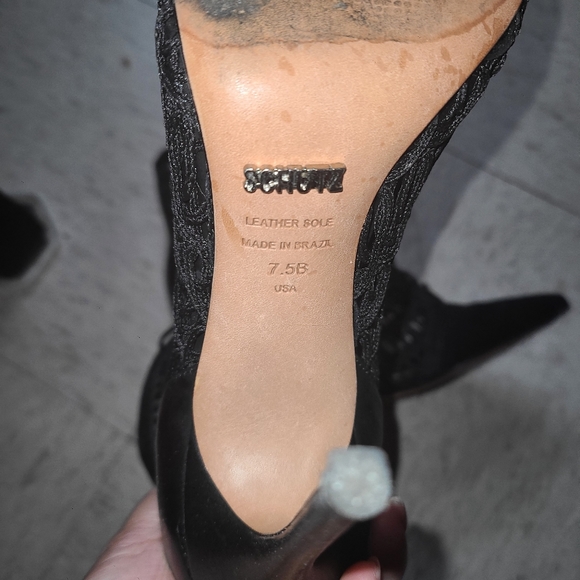 SCHUTZ
LEATHER SOLE
MADE IN BRAZIL
7.5B
USA